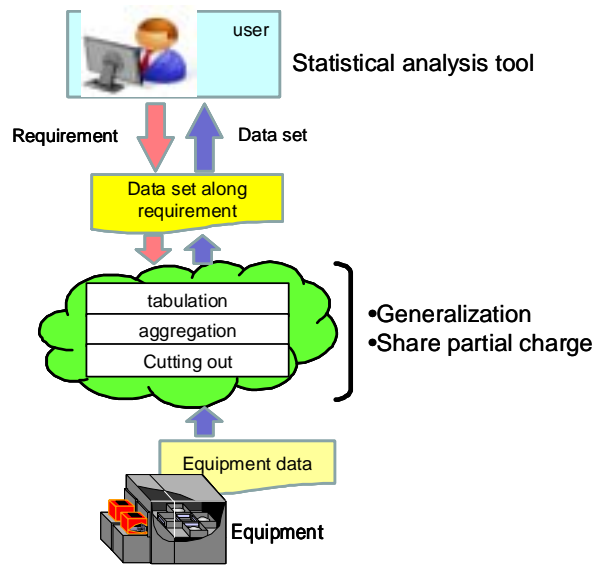 user
Statistical analysis tool
Requirement
Data set
Data set along
requirement
tabulation
aggregation
Cutting out
•Generalization
•Share partial charge
Equipment data
Equipment